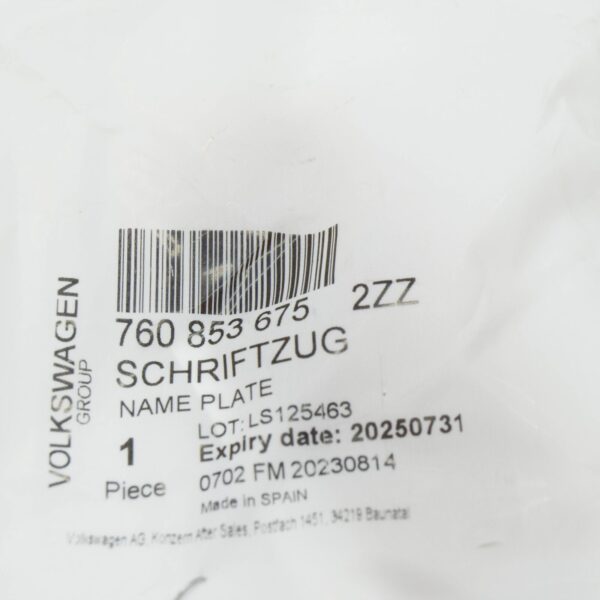 VOLKSWAGEN
GROUP
760 853 675 2ZZ
SCHRIFTZUG
NAME PLATE
LOT: LS125463
Expiry date: 20250731
1
Piece
0702 FM 20230814
Made in SPAIN
Volkswagen AG, Konzern After Sales, Postfach 1451, 34219 Baunatal